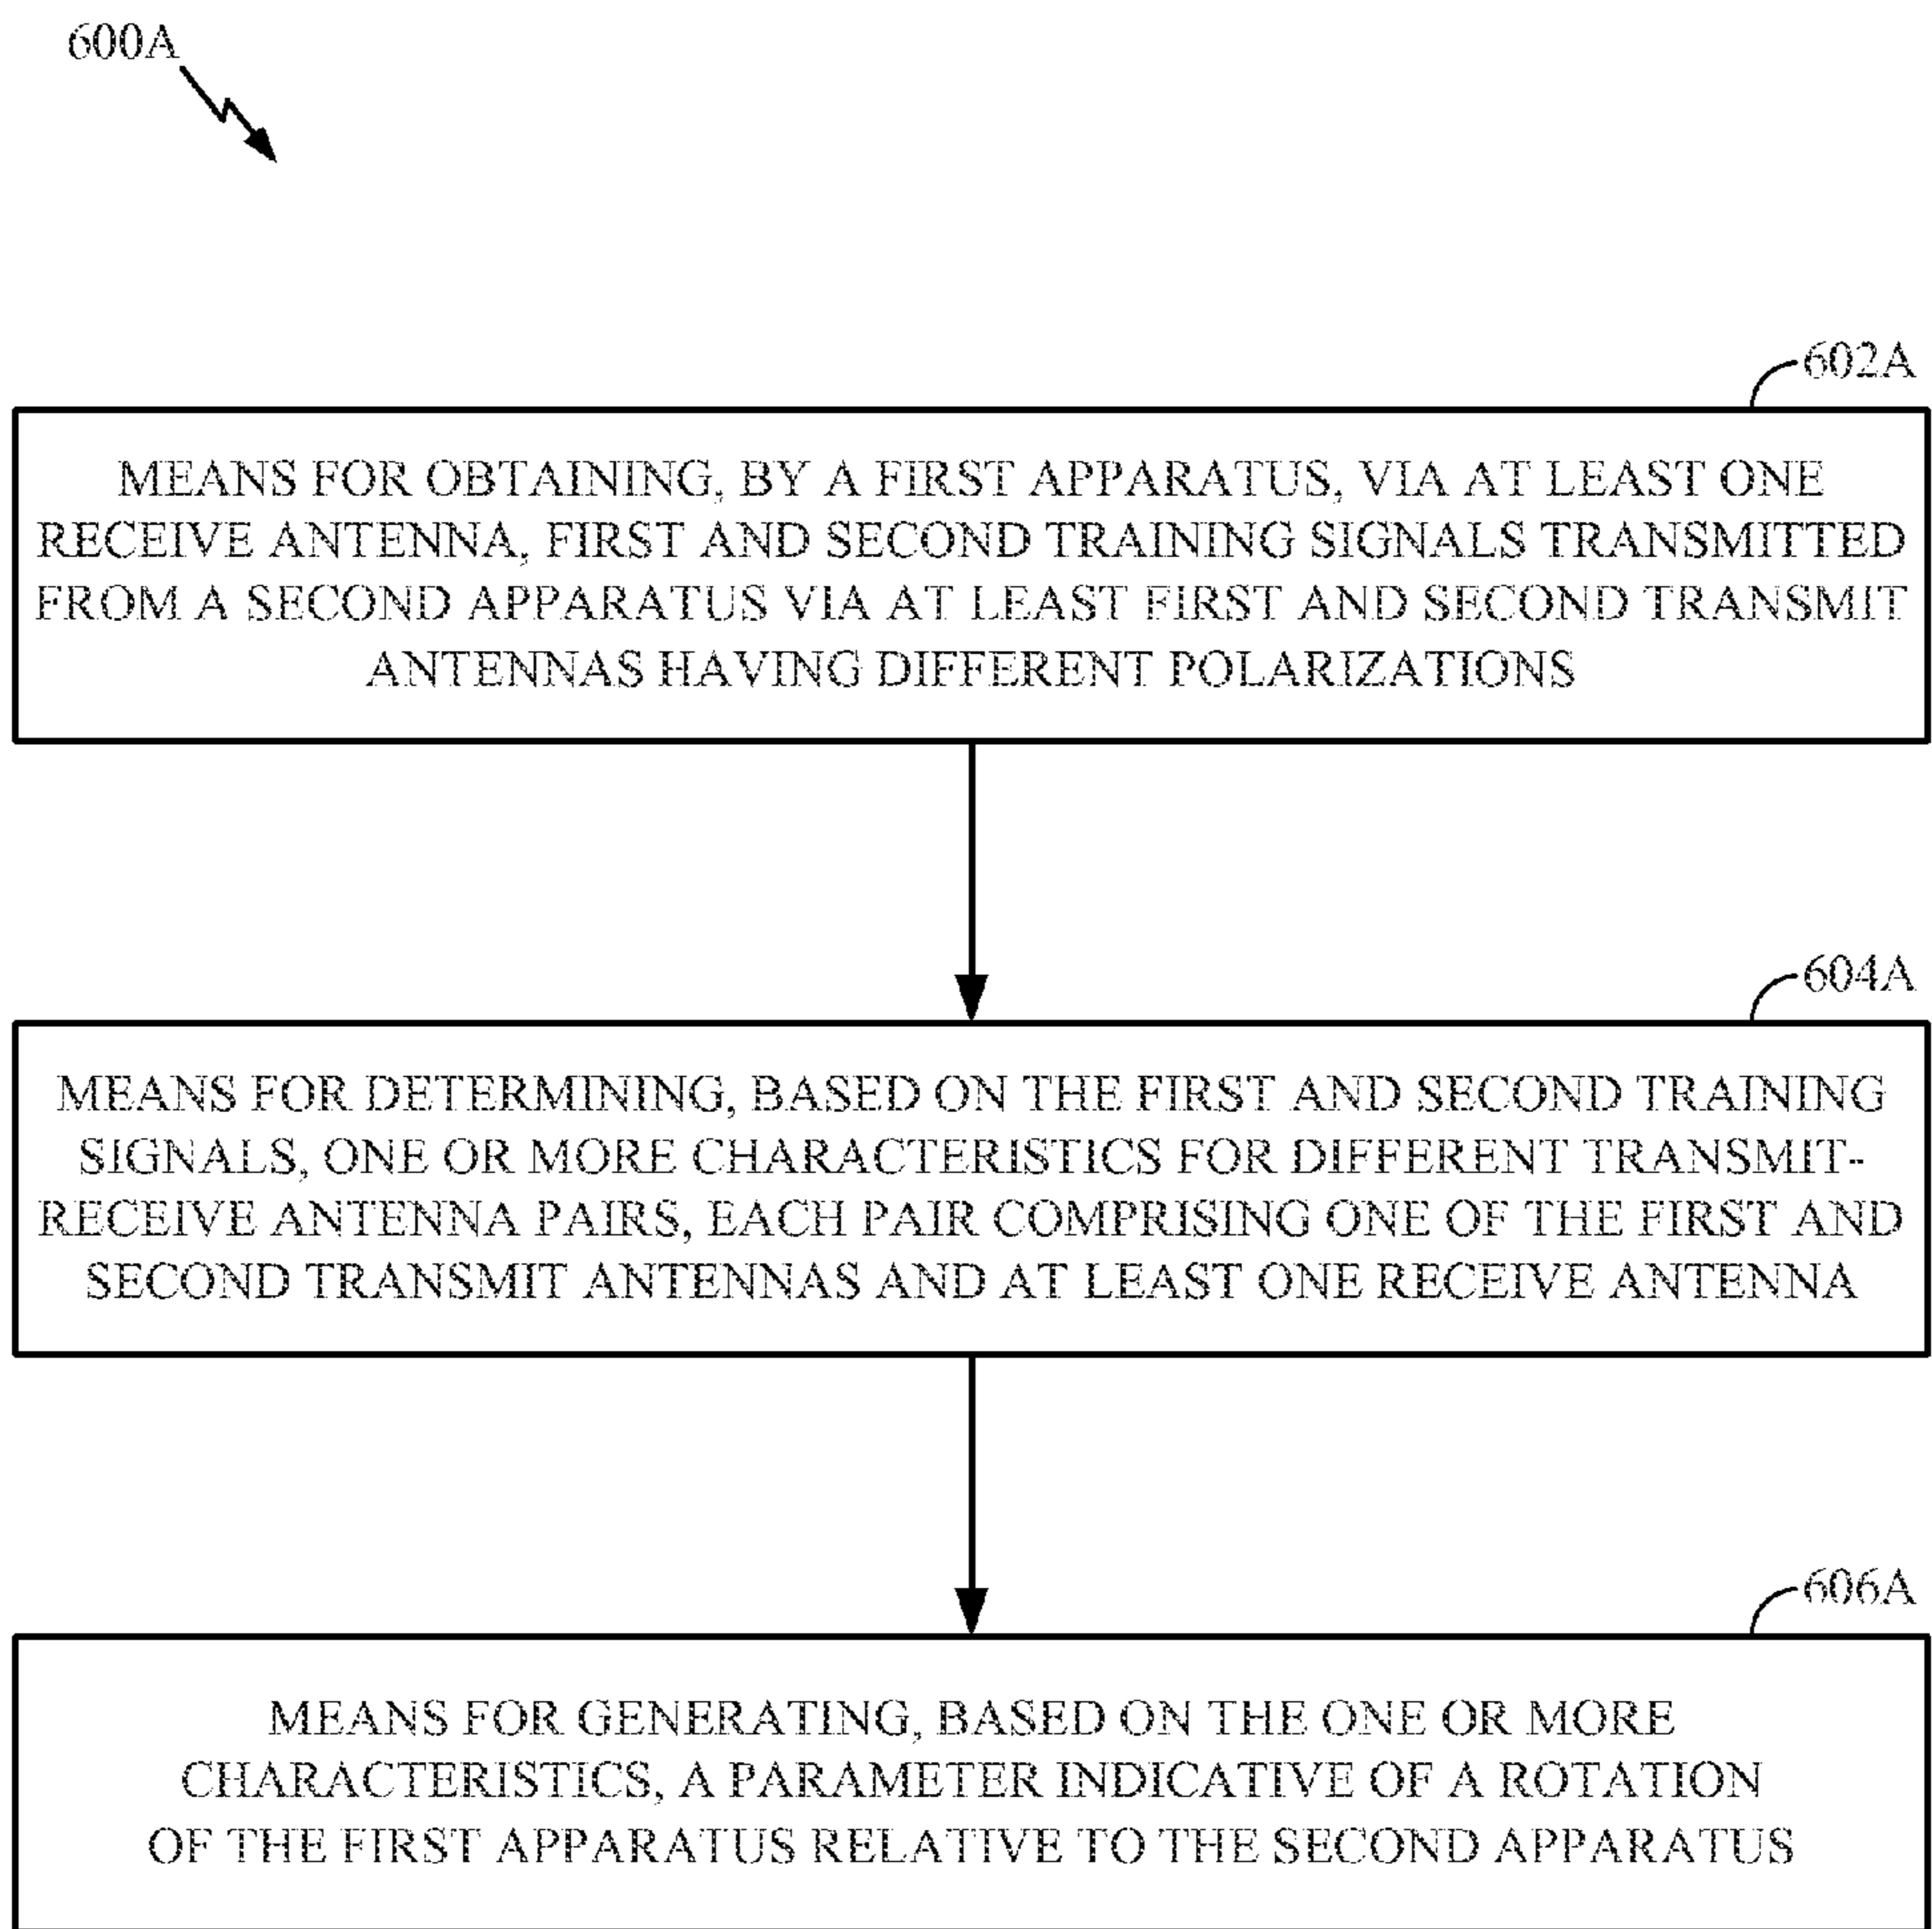 600A
602A
MEANS FOR OBTAINING, BY A FIRST APPARATUS, VIA AT LEAST ONE
RECEIVE ANTENNA, FIRST AND SECOND TRAINING SIGNALS TRANSMITTED
FROM A SECOND APPARATUS VIA AT LEAST FIRST AND SECOND TRANSMIT
ANTENNAS HAVING DIFFERENT POLARIZATIONS
604A
MEANS FOR DETERMINING, BASED ON THE FIRST AND SECOND TRAINING
SIGNALS, ONE OR MORE CHARACTERISTICS FOR DIFFERENT TRANSMIT-
RECEIVE ANTENNA PAIRS, EACH PAIR COMPRISING ONE OF THE FIRST AND
SECOND TRANSMIT ANTENNAS AND AT LEAST ONE RECEIVE ANTENNA
606A
MEANS FOR GENERATING, BASED ON THE ONE OR MORE
CHARACTERISTICS, A PARAMETER INDICATIVE OF A ROTATION
OF THE FIRST APPARATUS RELATIVE TO THE SECOND APPARATUS